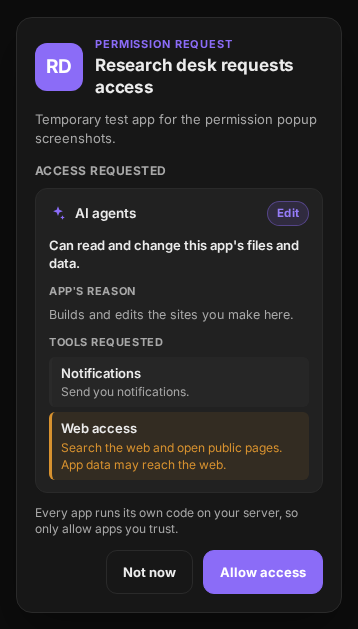 RD
PERMISSION REQUEST
Research desk requests
access
Temporary test app for the permission popup
screenshots.
ACCESS REQUESTED
AI agents
Edit
Can read and change this app's files and
data.
APP'S REASON
Builds and edits the sites you make here.
TOOLS REQUESTED
Notifications
Send you notifications.
Web access
Search the web and open public pages.
App data may reach the web.
Every app runs its own code on your server, so
only allow apps you trust.
Not now
Allow access